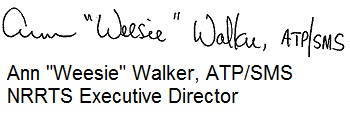 Ann "Weesie" Walker, ATP/SMS
Ann "Weesie" Walker, ATP/SMS
NRRTS Executive Director